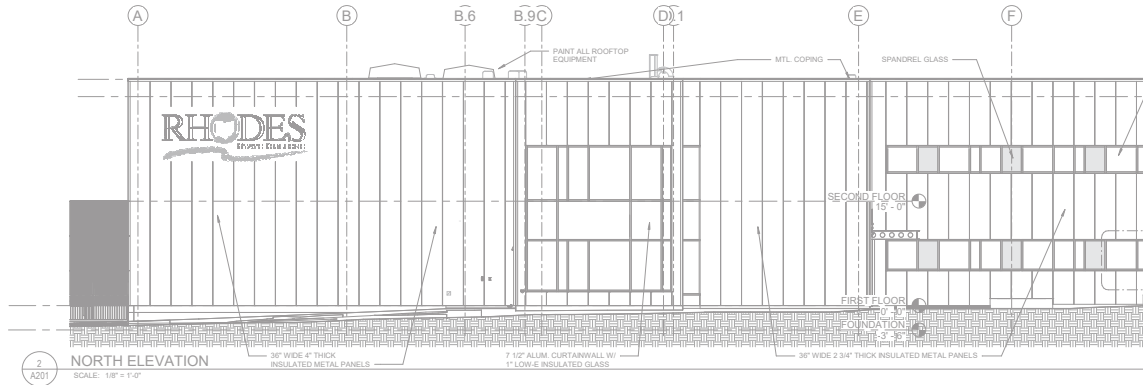 A B B.6 B.9 C D D.1 E F
PAINT ALL ROOFTOP
EQUIPMENT
MTL. COPING
SPANDREL GLASS
RHODES
SECOND FLOOR
15' - 0"
FIRST FLOOR
0' - 0"
FOUNDATION
-3' - 6"
2
A201
NORTH ELEVATION
SCALE: 1/8" = 1'-0"
36" WIDE 4" THICK
INSULATED METAL PANELS
7 1/2" ALUM. CURTAINWALL W/
1" LOW-E INSULATED GLASS
36" WIDE 2 3/4" THICK INSULATED METAL PANELS